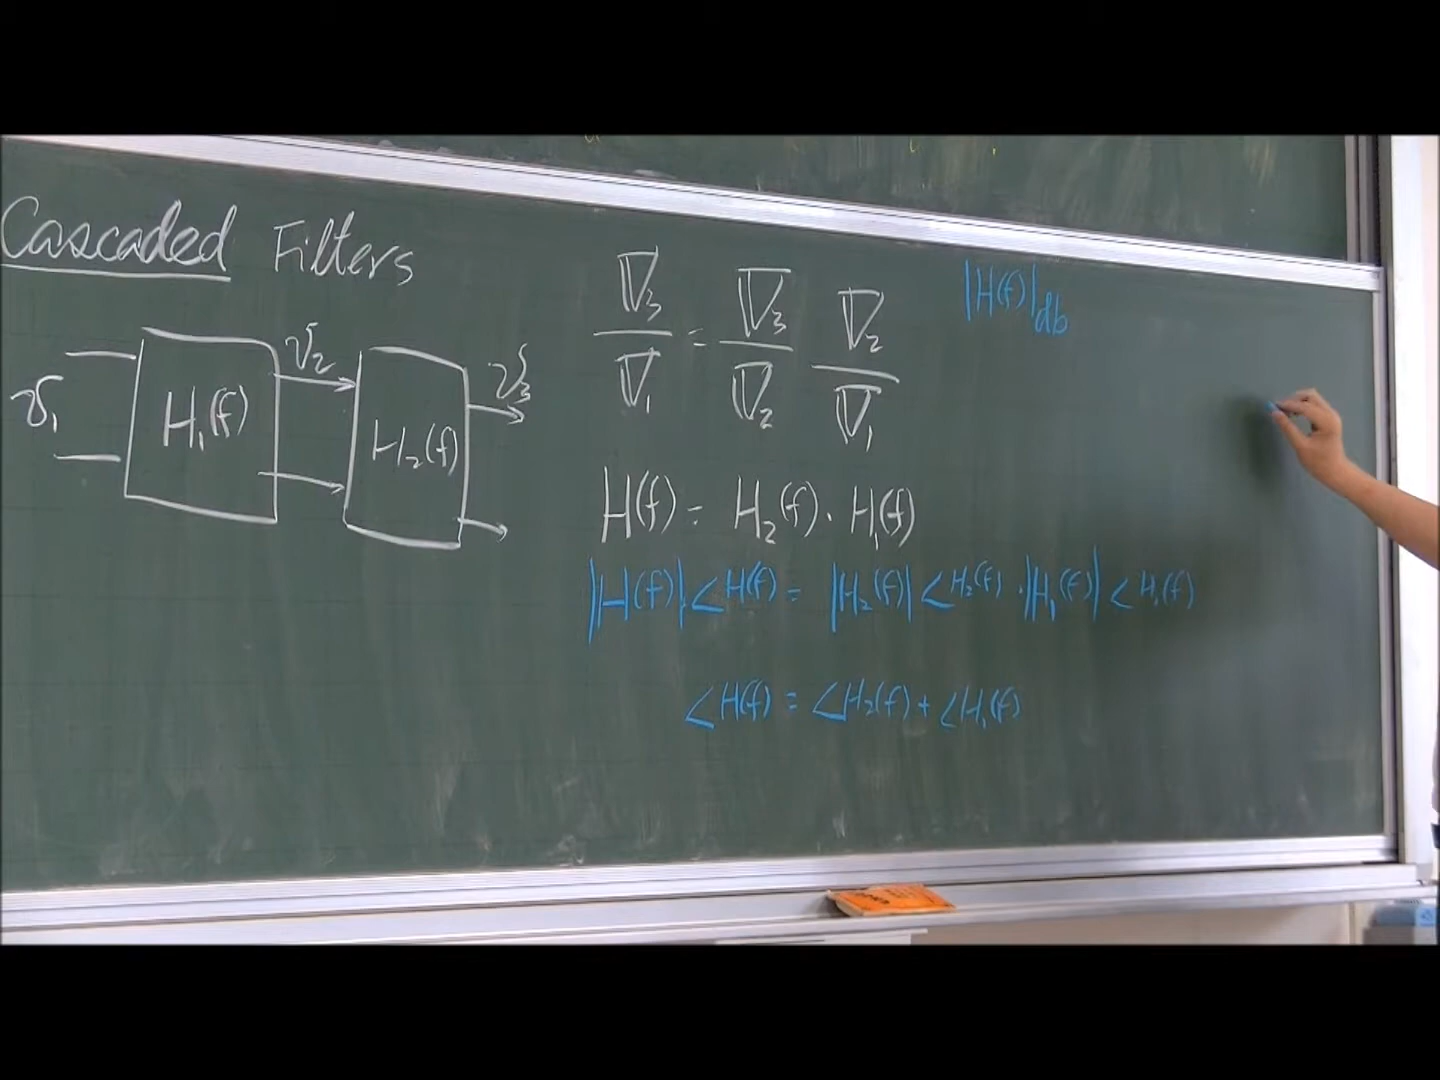 Cascaded Filters
v₁
H₁(f)
v₂
H₂(f)
v₃
V₃/V₁ = V₃/V₂ V₂/V₁
H(f) = H₂(f) · H₁(f)
|H(f)| ∠H(f) = |H₂(f)| ∠H₂(f) · |H₁(f)| ∠H₁(f)
∠H(f) = ∠H₂(f) + ∠H₁(f)
|H(f)|db